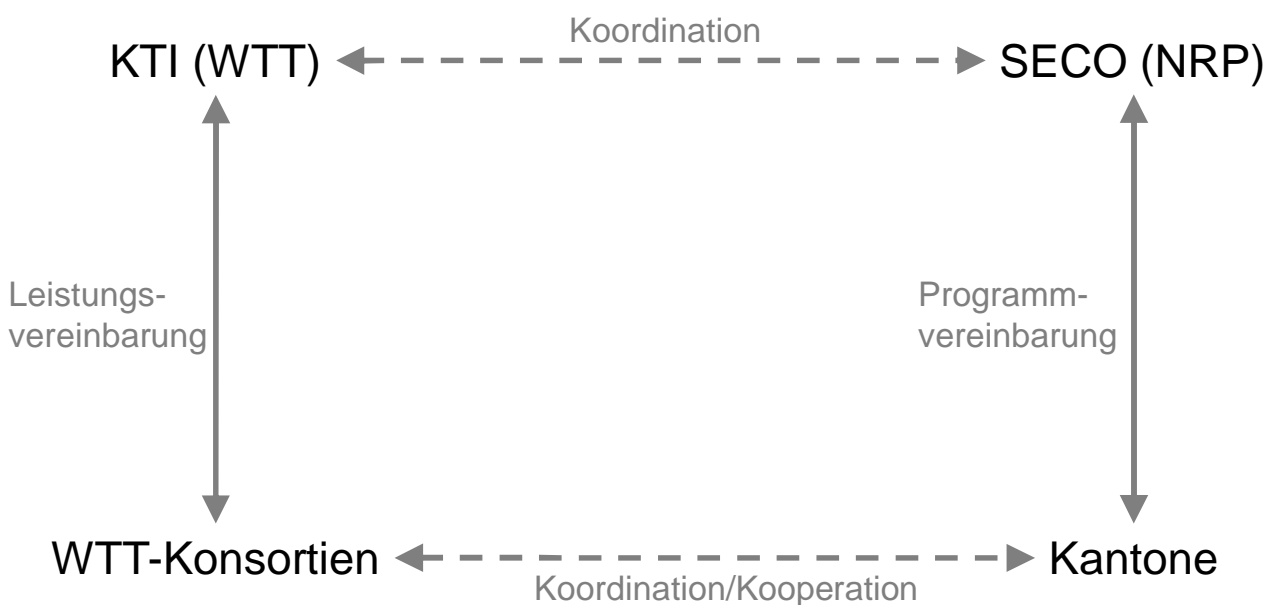 Koordination
KTI (WTT)
SECO (NRP)
Leistungs-
vereinbarung
Programm-
vereinbarung
WTT-Konsortien
Kantone
Koordination/Kooperation